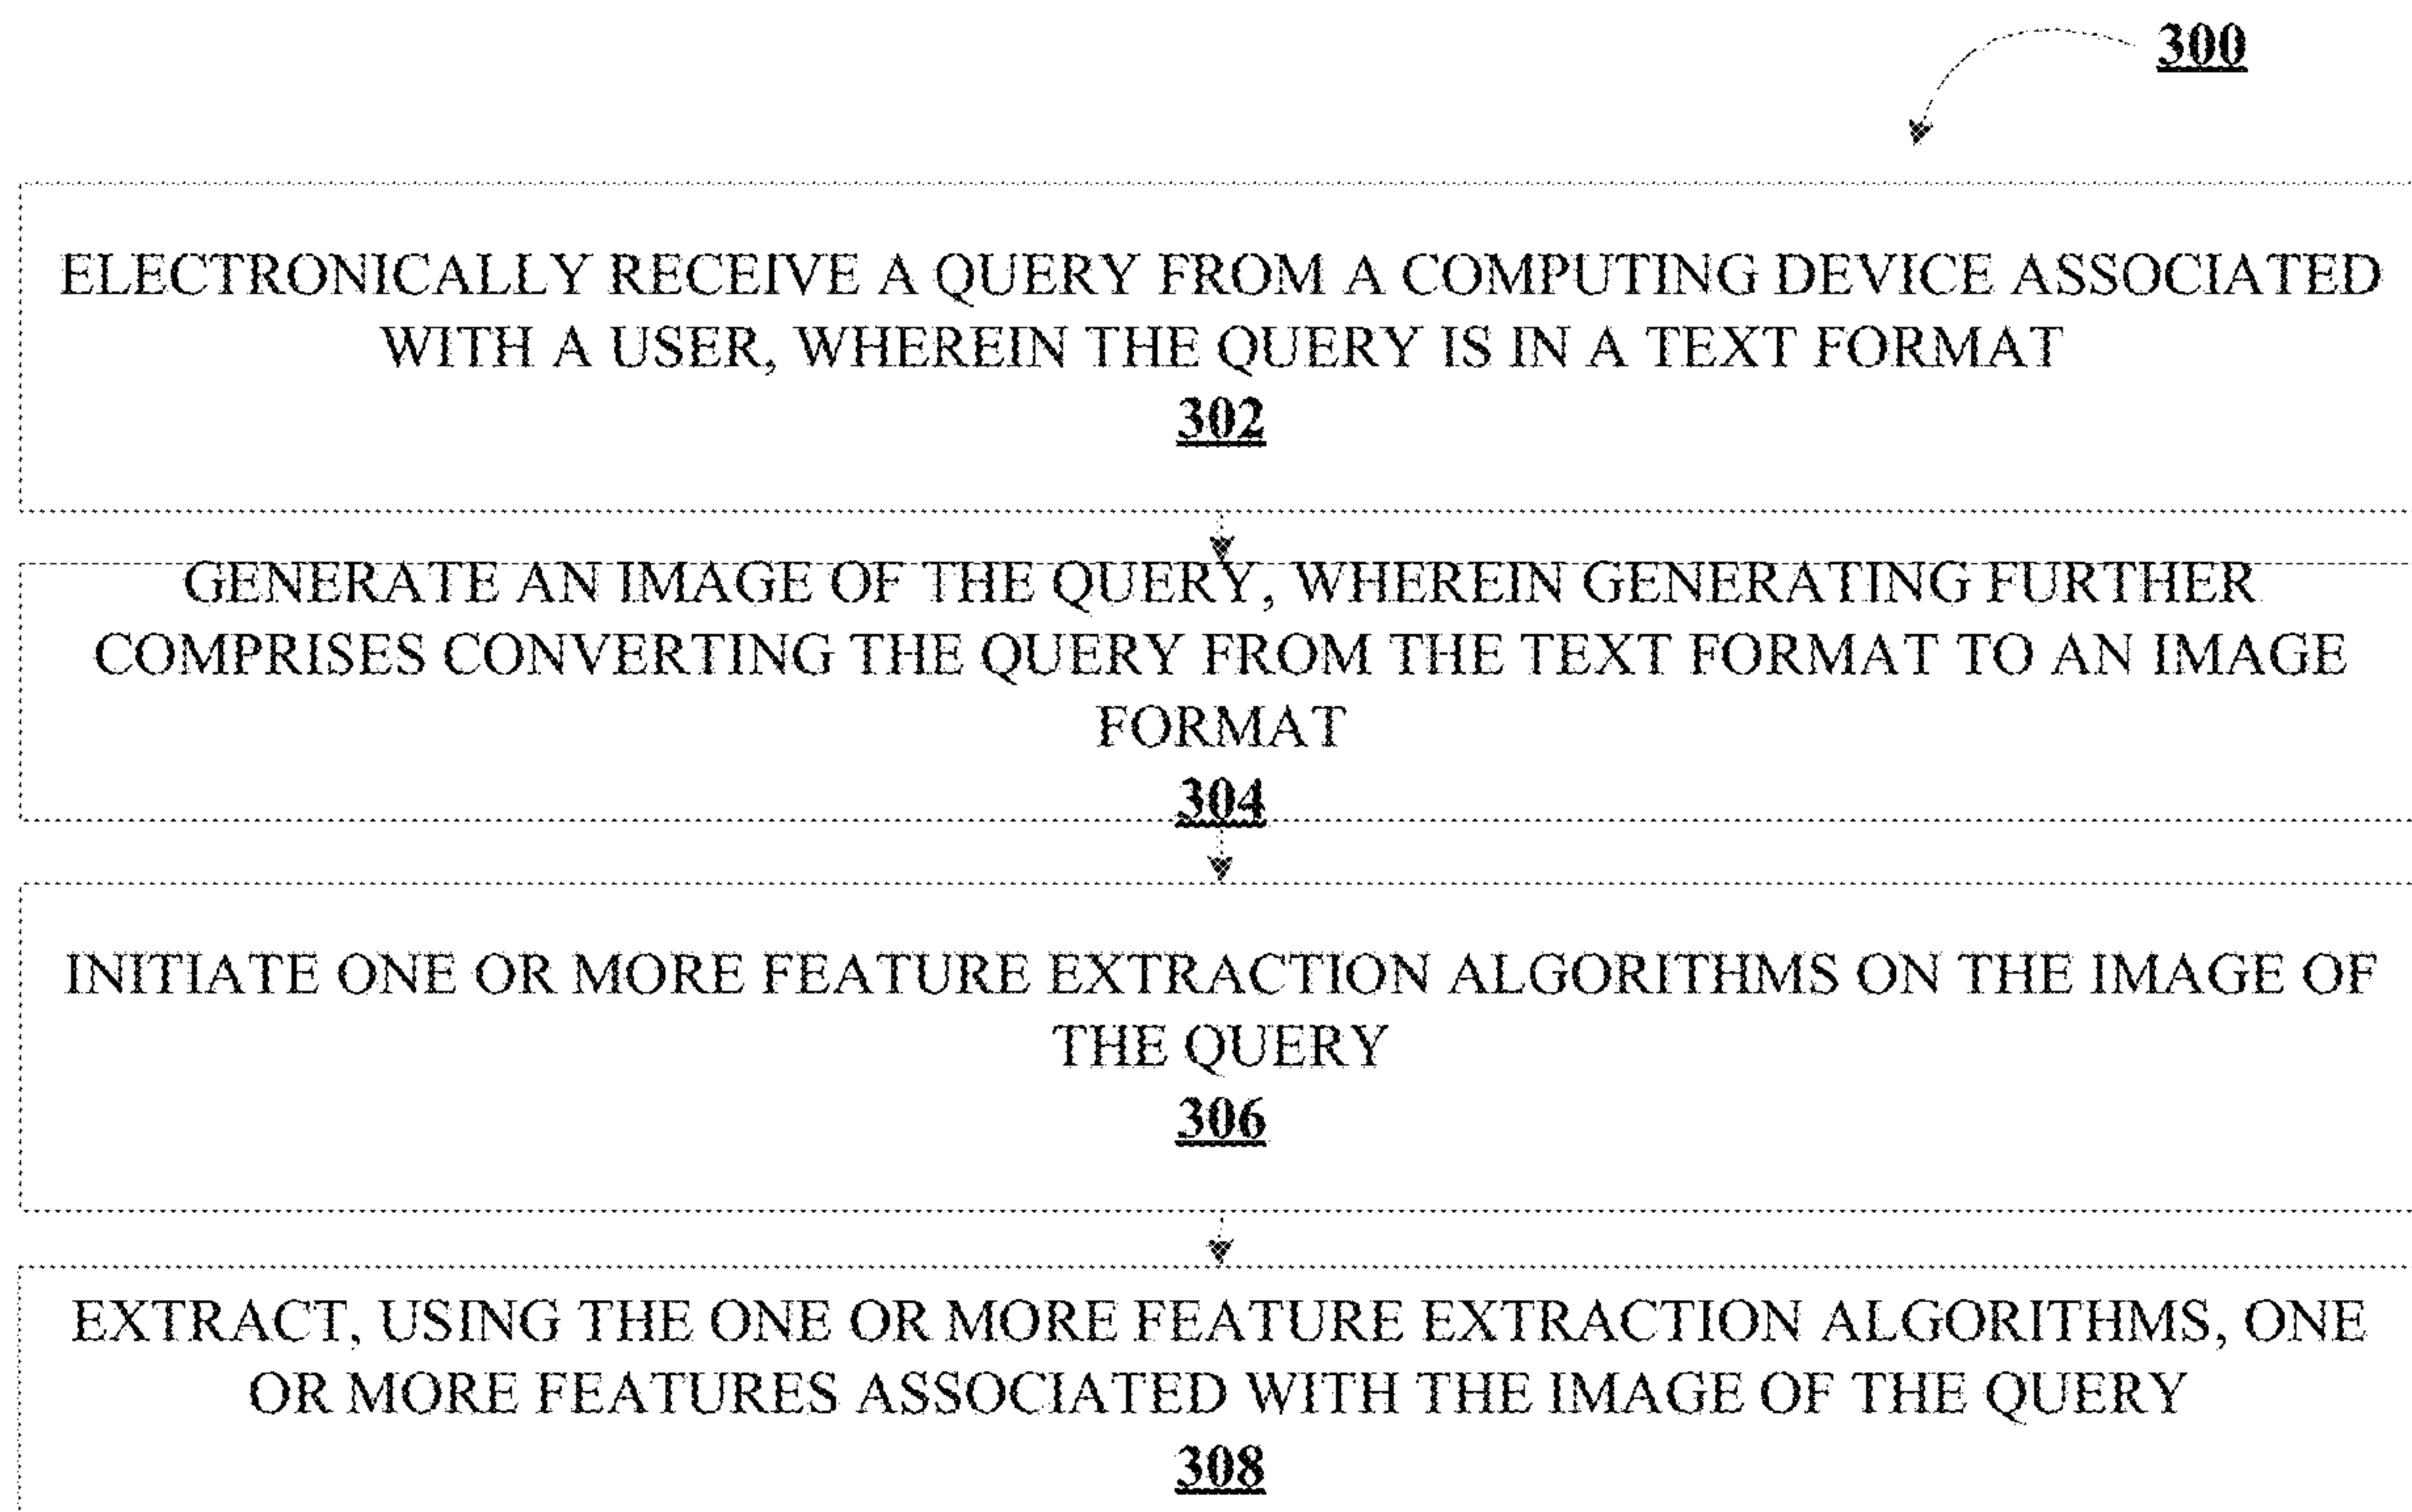 300
ELECTRONICALLY RECEIVE A QUERY FROM A COMPUTING DEVICE ASSOCIATED
WITH A USER, WHEREIN THE QUERY IS IN A TEXT FORMAT
302
GENERATE AN IMAGE OF THE QUERY, WHEREIN GENERATING FURTHER
COMPRISES CONVERTING THE QUERY FROM THE TEXT FORMAT TO AN IMAGE
FORMAT
304
INITIATE ONE OR MORE FEATURE EXTRACTION ALGORITHMS ON THE IMAGE OF
THE QUERY
306
EXTRACT, USING THE ONE OR MORE FEATURE EXTRACTION ALGORITHMS, ONE
OR MORE FEATURES ASSOCIATED WITH THE IMAGE OF THE QUERY
308